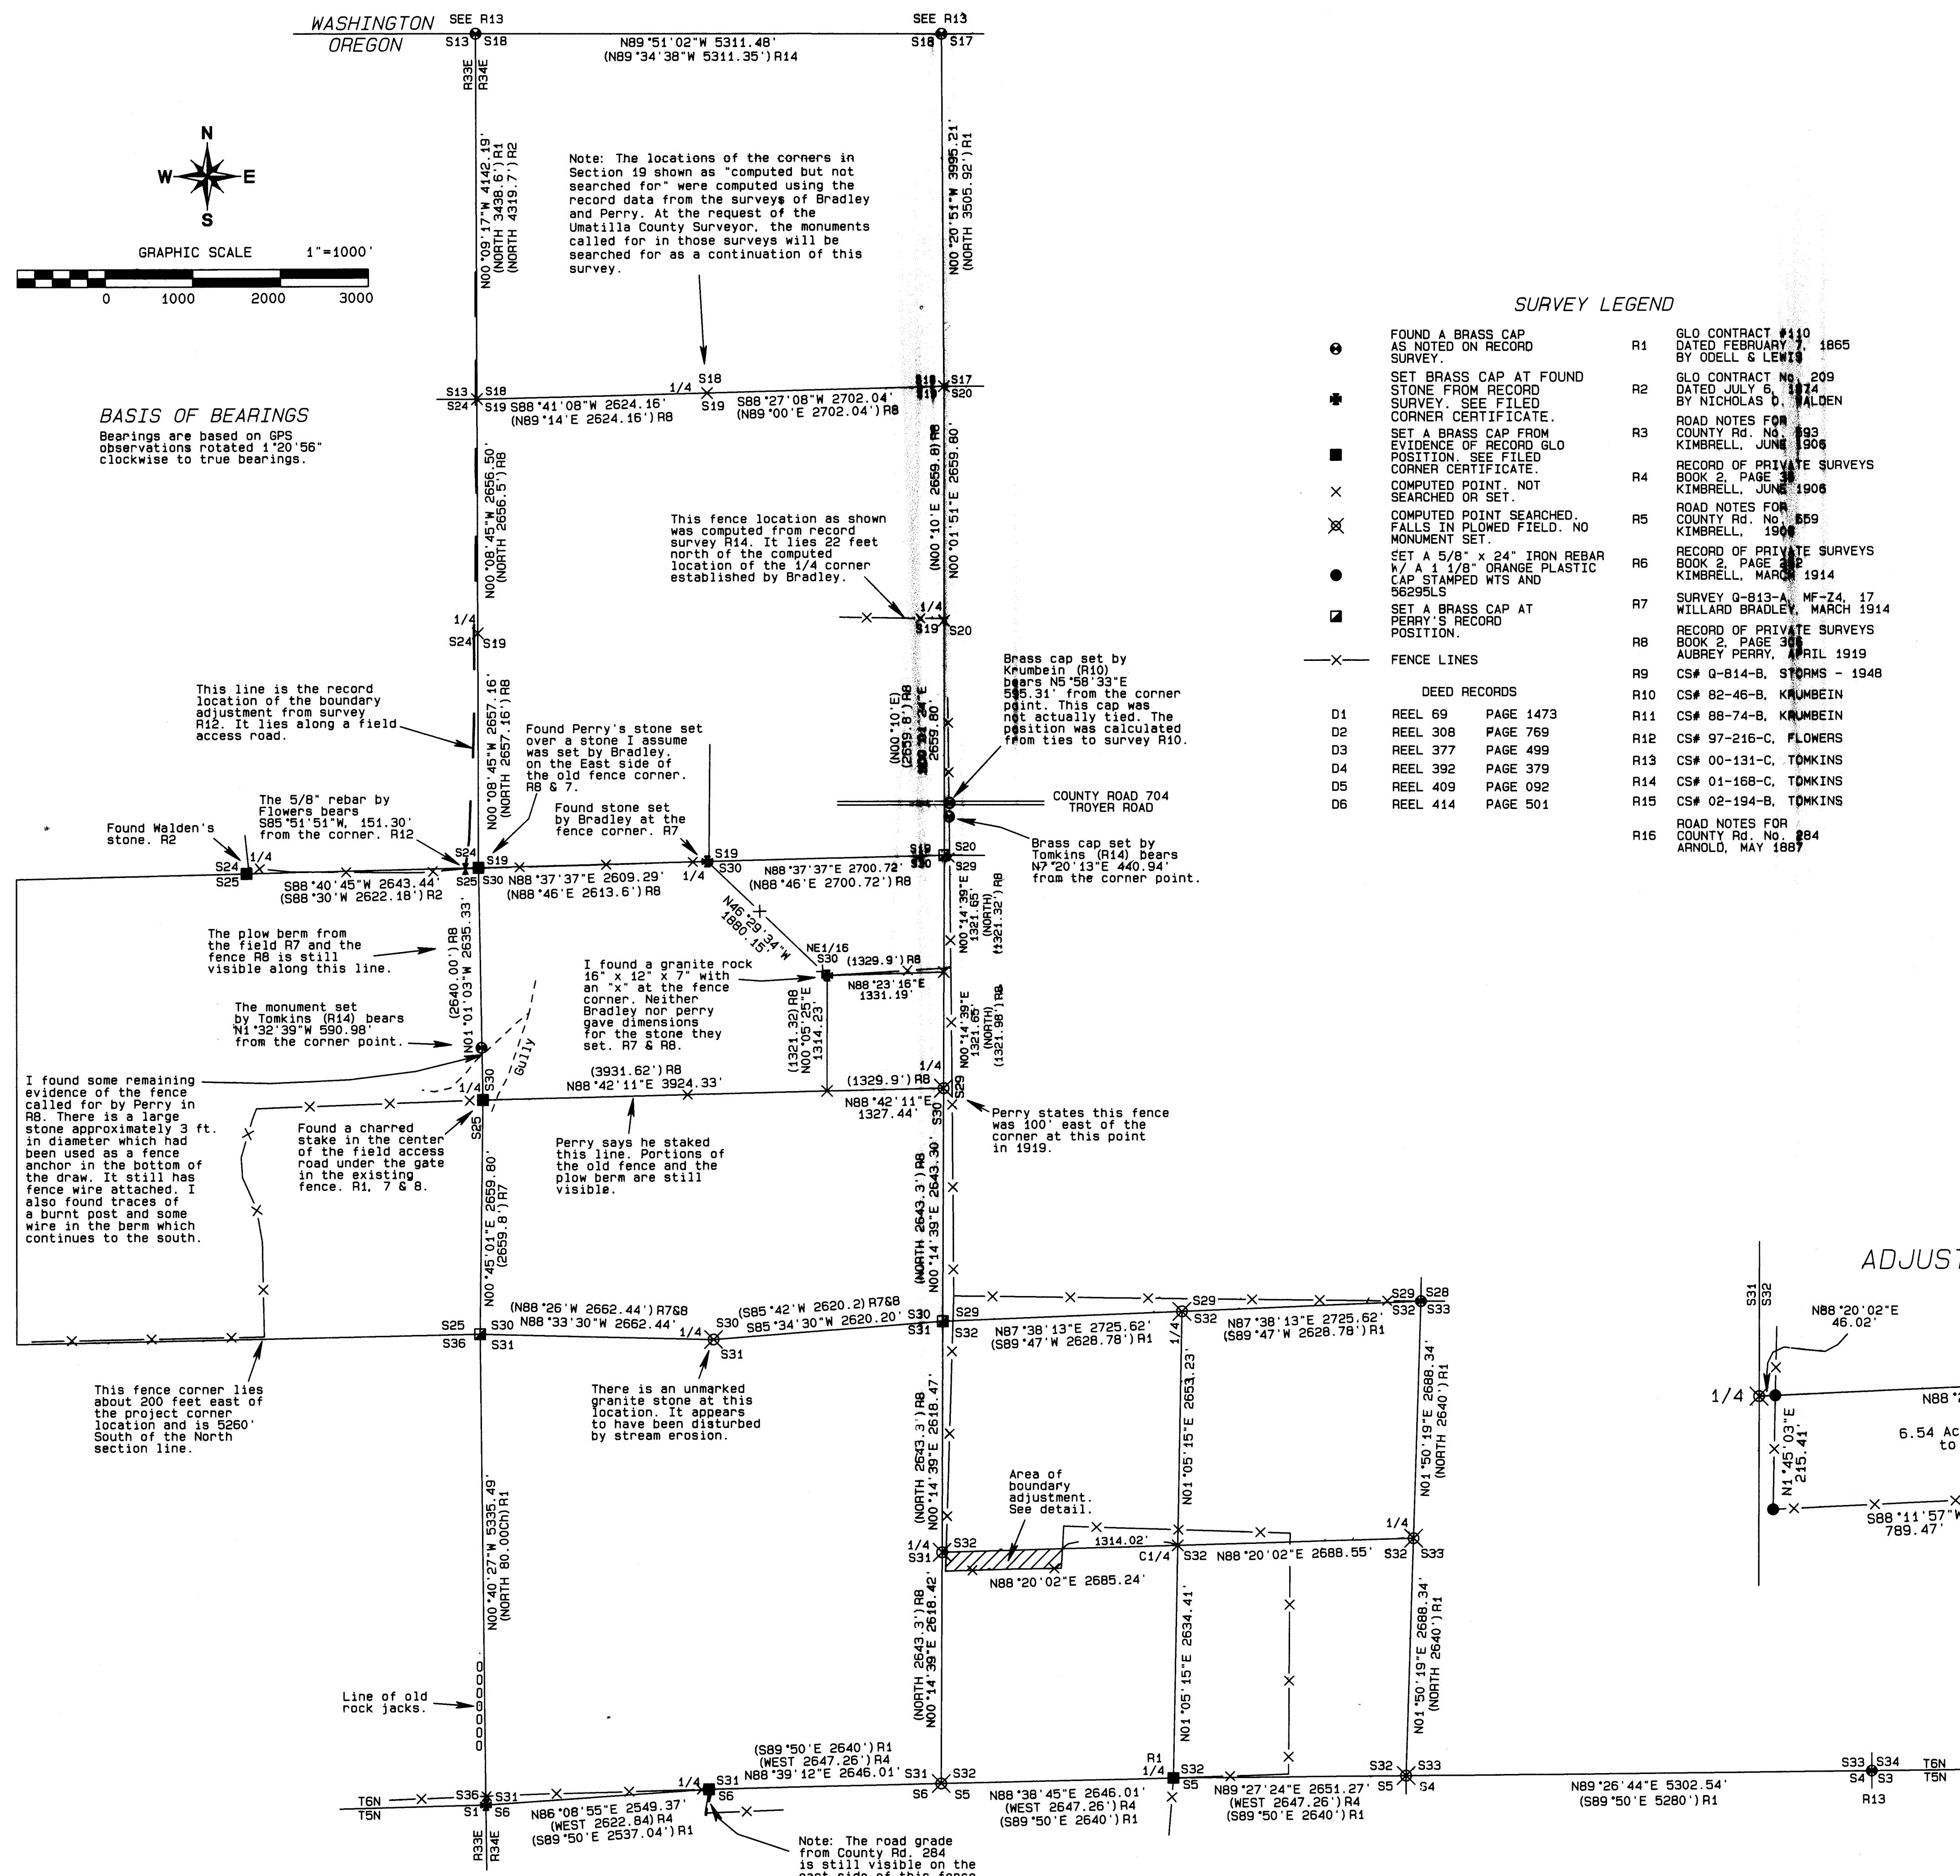 WASHINGTON
OREGON
SEE R13
S13 S18
SEE R13
S18 S17
N89°51'02"W 5311.48'
(N89°34'38"W 5311.35')R14
R33E
R34E
N
W E
S
GRAPHIC SCALE 1"=1000'
0 1000 2000 3000
BASIS OF BEARINGS
Bearings are based on GPS
observations rotated 1°20'56"
clockwise to true bearings.
N00°09'17"W 4142.19'
(NORTH 3438.6')R1
(NORTH 4319.7')R2
Note: The locations of the corners in
Section 19 shown as "computed but not
searched for" were computed using the
record data from the surveys of Bradley
and Perry. At the request of the
Umatilla County Surveyor, the monuments
called for in those surveys will be
searched for as a continuation of this
survey.
N00°20'51"W 3995.21'
(NORTH 3505.92')R1
S13 S18
S24 S19
S88°41'08"W 2624.16'
(N89°14'E 2624.16')R8
1/4
S18
S19
S88°27'08"W 2702.04'
(N89°00'E 2702.04')R8
S18 S17
S19 S20
N00°08'45"W 2656.50'
(NORTH 2656.5')R8
(N00°10'E 2659.8')R8
N00°01'51"E 2659.80'
This fence location as shown
was computed from record
survey R14. It lies 22 feet
north of the computed
location of the 1/4 corner
established by Bradley.
1/4
S24 S19
1/4
S19 S20
This line is the record
location of the boundary
adjustment from survey
R12. It lies along a field
access road.
N00°08'45"W 2657.16'
(NORTH 2657.16')R8
Found Perry's stone set
over a stone I assume
was set by Bradley.
on the East side of
the old fence corner.
R8 & 7.
(N00°10'E)
(2659.8')R8
2659.80'
Brass cap set by
Krumbein (R10)
bears N5°58'33"E
595.31' from the corner
point. This cap was
not actually tied. The
position was calculated
from ties to survey R10.
COUNTY ROAD 704
TROYER ROAD
Brass cap set by
Tomkins (R14) bears
N7°20'13"E 440.94'
from the corner point.
Found Walden's
stone. R2
The 5/8" rebar by
Flowers bears
S85°51'51"W, 151.30'
from the corner. R12
Found stone set
by Bradley at the
fence corner. R7
S24 1/4
S25
S24 S19
S25 S30
S88°40'45"W 2643.44'
(S88°30'W 2622.18')R2
N88°37'37"E 2609.29'
(N88°46'E 2613.6')R8
S19
S30
1/4
N88°37'37"E 2700.72'
(N88°46'E 2700.72')R8
S19 S20
S30 S29
The plow berm from
the field R7 and the
fence R8 is still
visible along this line.
(2640.00')R8
N01°01'03"W 2635.33'
N46°29'34"W
1880.15'
N00°14'39"E
1321.65'
(NORTH)
(1321.32')R8
The monument set
by Tomkins (R14) bears
N1°32'39"W 590.98'
from the corner point.
Gully
I found a granite rock
16" x 12" x 7" with
an "x" at the fence
corner. Neither
Bradley nor perry
gave dimensions
for the stone they
set. R7 & R8.
NE1/16
S30
(1329.9')R8
N88°23'16"E
1331.19'
(1321.32)R8
N00°05'25"E
1314.23'
N00°14'39"E
1321.65'
(NORTH)
(1321.98')R8
I found some remaining
evidence of the fence
called for by Perry in
R8. There is a large
stone approximately 3 ft.
in diameter which had
been used as a fence
anchor in the bottom of
the draw. It still has
fence wire attached. I
also found traces of
a burnt post and some
wire in the berm which
continues to the south.
1/4
S30
S25
Found a charred
stake in the center
of the field access
road under the gate
in the existing
fence. R1, 7 & 8.
(3931.62')R8
N88°42'11"E 3924.33'
Perry says he staked
this line. Portions of
the old fence and the
plow berm are still
visible.
(1329.9')R8
N88°42'11"E
1327.44'
1/4
S29
S30
Perry states this fence
was 100' east of the
corner at this point
in 1919.
N00°45'01"E 2659.80'
(2659.8')R7
(NORTH 2643.3')R8
N00°14'39"E 2643.30'
S25 S30
S36 S31
(N88°26'W 2662.44')R7&8
N88°33'30"W 2662.44'
1/4
S30
S31
(S85°42'W 2620.2)R7&8
S85°34'30"W 2620.20'
S30 S29
S31 S32
N87°38'13"E 2725.62'
(S89°47'W 2628.78')R1
S29
S32
1/4
N87°38'13"E 2725.62'
(S89°47'W 2628.78')R1
S29 S28
S32 S33
This fence corner lies
about 200 feet east of
the project corner
location and is 5260'
South of the North
section line.
There is an unmarked
granite stone at this
location. It appears
to have been disturbed
by stream erosion.
N00°40'27"W 5335.49'
(NORTH 80.00Ch)R1
(NORTH 2643.3')R8
N00°14'39"E 2618.47'
N01°05'15"E 2653.23'
N01°50'19"E 2688.34'
(NORTH 2640')R1
Area of
boundary
adjustment.
See detail.
1/4 S32
S31
1314.02'
C1/4 S32
N88°20'02"E 2685.24'
N88°20'02"E 2688.55'
1/4
S32 S33
(NORTH 2643.3')R8
N00°14'39"E 2618.42'
N01°05'15"E 2634.41'
N01°50'19"E 2688.34'
(NORTH 2640')R1
Line of old
rock jacks.
T6N
T5N
S36 S31
S1 S6
R33E
R34E
N86°08'55"E 2549.37'
(WEST 2622.84)R4
(S89°50'E 2537.04')R1
1/4 S31
S6
(S89°50'E 2640')R1
(WEST 2647.26')R4
N88°39'12"E 2646.01'
S31 S32
S6 S5
N88°38'45"E 2646.01'
(WEST 2647.26')R4
(S89°50'E 2640')R1
R1
1/4 S32
S5
N89°27'24"E 2651.27'
(WEST 2647.26')R4
(S89°50'E 2640')R1
S32 S33
S5 S4
N89°26'44"E 5302.54'
(S89°50'E 5280')R1
S33 S34
S4 S3
R13
T6N
T5N
Note: The road grade
from County Rd. 284
is still visible on the
east side of this fence
SURVEY LEGEND
FOUND A BRASS CAP
AS NOTED ON RECORD
SURVEY.
SET BRASS CAP AT FOUND
STONE FROM RECORD
SURVEY. SEE FILED
CORNER CERTIFICATE.
SET A BRASS CAP FROM
EVIDENCE OF RECORD GLO
POSITION. SEE FILED
CORNER CERTIFICATE.
COMPUTED POINT. NOT
SEARCHED OR SET.
COMPUTED POINT SEARCHED.
FALLS IN PLOWED FIELD. NO
MONUMENT SET.
SET A 5/8" x 24" IRON REBAR
W/ A 1 1/8" ORANGE PLASTIC
CAP STAMPED WTS AND
56295LS
SET A BRASS CAP AT
PERRY'S RECORD
POSITION.
FENCE LINES
DEED RECORDS
D1 REEL 69 PAGE 1473
D2 REEL 308 PAGE 769
D3 REEL 377 PAGE 499
D4 REEL 392 PAGE 379
D5 REEL 409 PAGE 092
D6 REEL 414 PAGE 501
R1 GLO CONTRACT #110
DATED FEBRUARY 7, 1865
BY ODELL & LEWIS
R2 GLO CONTRACT No. 209
DATED JULY 6, 1874
BY NICHOLAS D. WALDEN
R3 ROAD NOTES FOR
COUNTY Rd. No. 593
KIMBRELL, JUNE 1906
R4 RECORD OF PRIVATE SURVEYS
BOOK 2, PAGE
KIMBRELL, JUNE 1906
R5 ROAD NOTES FOR
COUNTY Rd. No. 659
KIMBRELL, 1906
R6 RECORD OF PRIVATE SURVEYS
BOOK 2, PAGE
KIMBRELL, MARCH 1914
R7 SURVEY Q-813-A, MF-Z4, 17
WILLARD BRADLEY, MARCH 1914
R8 RECORD OF PRIVATE SURVEYS
BOOK 2, PAGE 306
AUBREY PERRY, APRIL 1919
R9 CS# Q-814-B, STORMS - 1948
R10 CS# 82-46-B, KRUMBEIN
R11 CS# 88-74-B, KRUMBEIN
R12 CS# 97-216-C, FLOWERS
R13 CS# 00-131-C, TOMKINS
R14 CS# 01-168-C, TOMKINS
R15 CS# 02-194-B, TOMKINS
R16 ROAD NOTES FOR
COUNTY Rd. No. 284
ARNOLD, MAY 1887
ADJUST
S31
S32
N88°20'02"E
46.02'
1/4
N88°
N1°45'03"E
215.41'
6.54 Ac
to
S88°11'57"W
789.47'